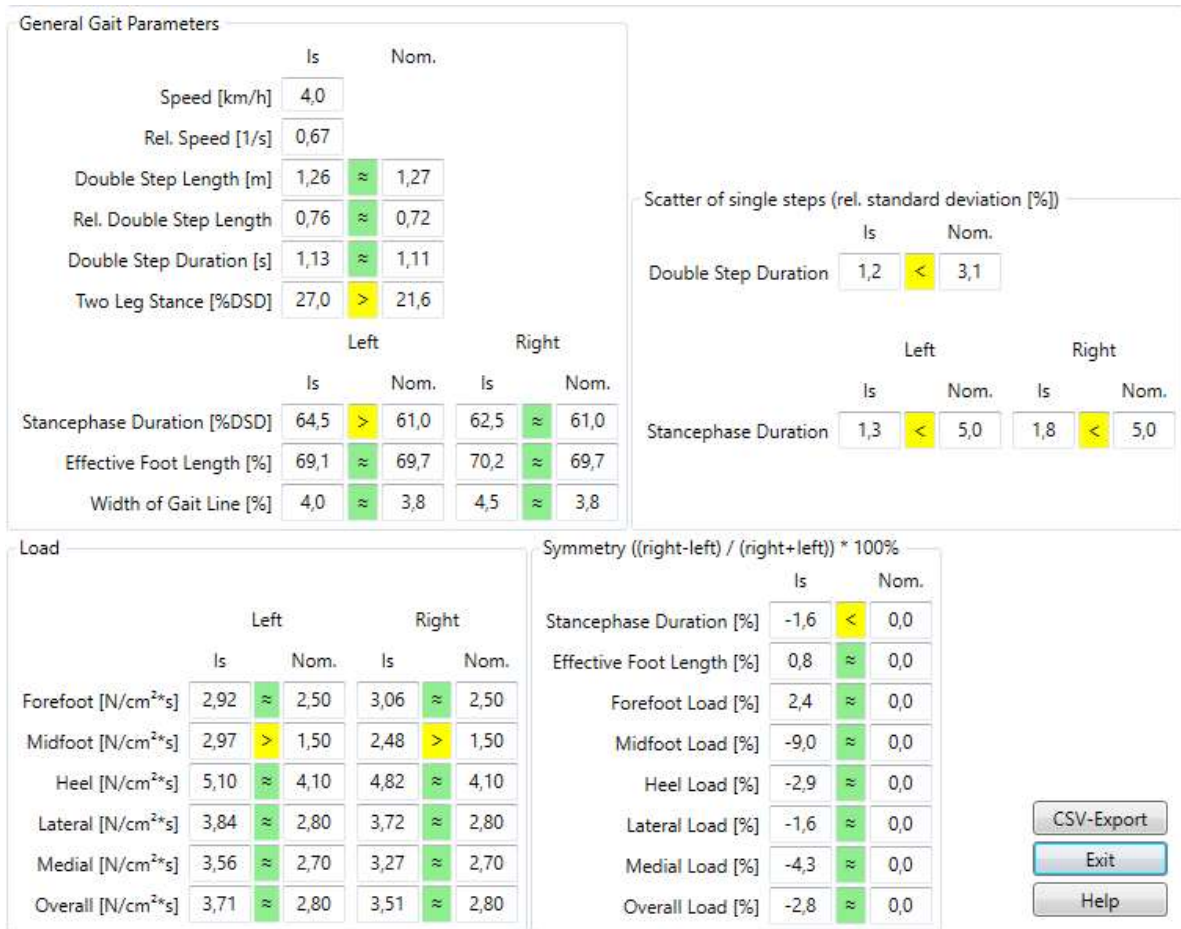 General Gait Parameters
Is Nom.
Speed [km/h] 4,0
Rel. Speed [1/s] 0,67
Double Step Length [m] 1,26 ≈ 1,27
Rel. Double Step Length 0,76 ≈ 0,72
Double Step Duration [s] 1,13 ≈ 1,11
Two Leg Stance [%DSD] 27,0 > 21,6
Left Right
Is Nom. Is Nom.
Stancephase Duration [%DSD] 64,5 > 61,0 62,5 ≈ 61,0
Effective Foot Length [%] 69,1 ≈ 69,7 70,2 ≈ 69,7
Width of Gait Line [%] 4,0 ≈ 3,8 4,5 ≈ 3,8
Scatter of single steps (rel. standard deviation [%])
Is Nom.
Double Step Duration 1,2 < 3,1
Left Right
Is Nom. Is Nom.
Stancephase Duration 1,3 < 5,0 1,8 < 5,0
Load
Left Right
Is Nom. Is Nom.
Forefoot [N/cm²*s] 2,92 ≈ 2,50 3,06 ≈ 2,50
Midfoot [N/cm²*s] 2,97 > 1,50 2,48 > 1,50
Heel [N/cm²*s] 5,10 ≈ 4,10 4,82 ≈ 4,10
Lateral [N/cm²*s] 3,84 ≈ 2,80 3,72 ≈ 2,80
Medial [N/cm²*s] 3,56 ≈ 2,70 3,27 ≈ 2,70
Overall [N/cm²*s] 3,71 ≈ 2,80 3,51 ≈ 2,80
Symmetry ((right-left) / (right+left)) * 100%
Is Nom.
Stancephase Duration [%] -1,6 < 0,0
Effective Foot Length [%] 0,8 ≈ 0,0
Forefoot Load [%] 2,4 ≈ 0,0
Midfoot Load [%] -9,0 ≈ 0,0
Heel Load [%] -2,9 ≈ 0,0
Lateral Load [%] -1,6 ≈ 0,0
Medial Load [%] -4,3 ≈ 0,0
Overall Load [%] -2,8 ≈ 0,0
CSV-Export
Exit
Help